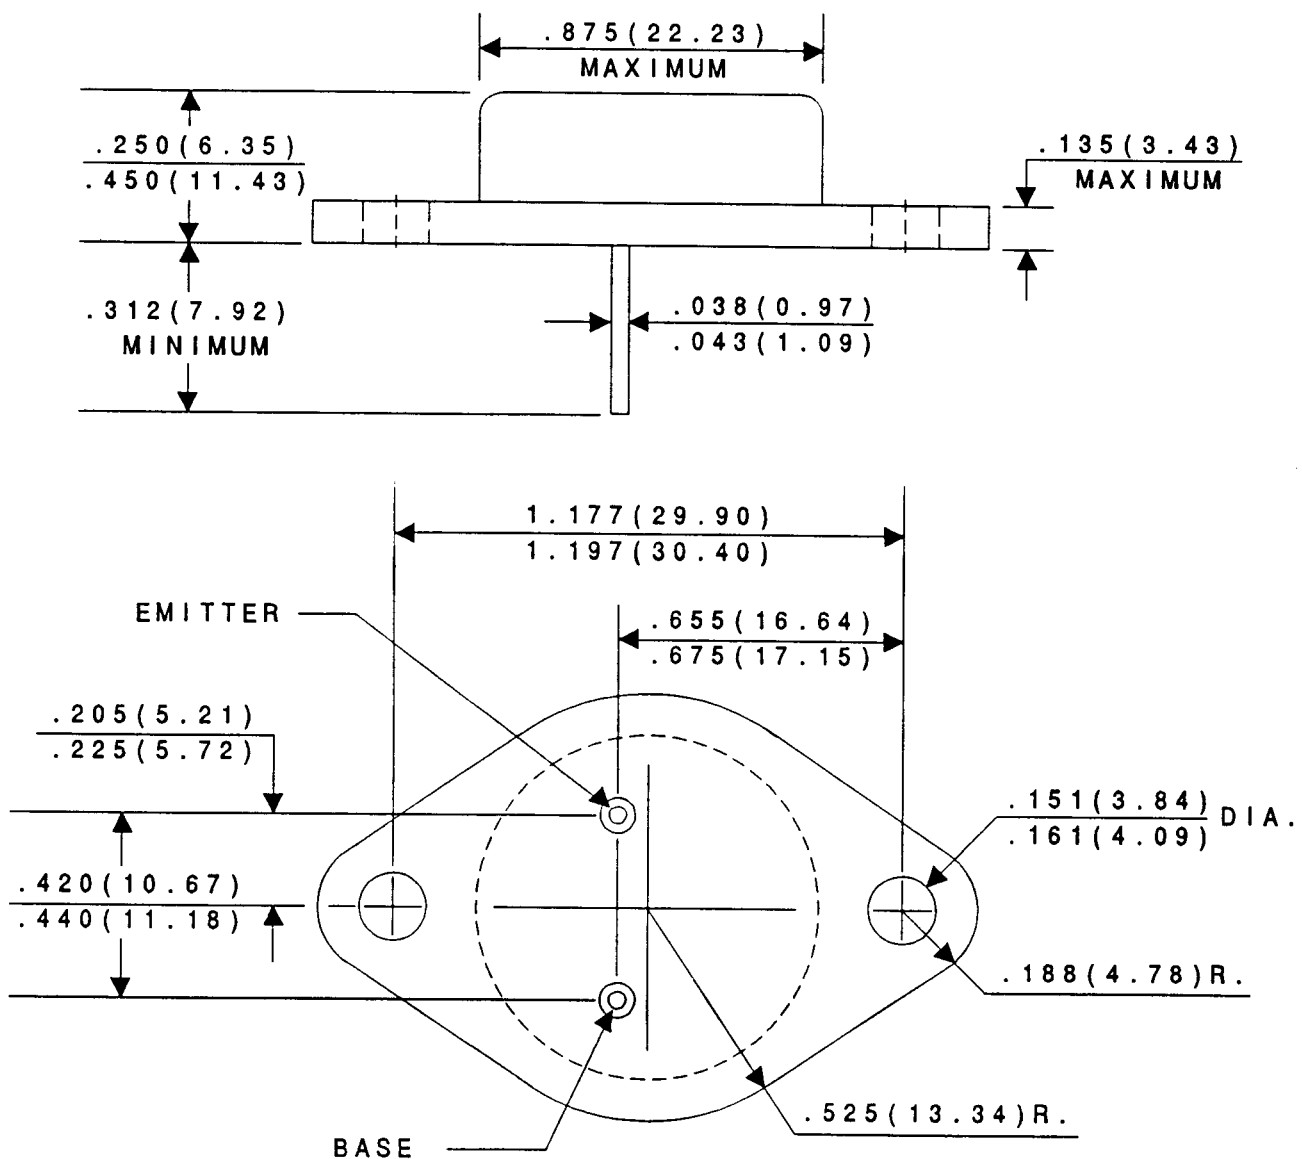 .875(22.23)
MAXIMUM
.250(6.35)
.450(11.43)
.135(3.43)
MAXIMUM
.312(7.92)
MINIMUM
.038(0.97)
.043(1.09)
1.177(29.90)
1.197(30.40)
EMITTER
.655(16.64)
.675(17.15)
.205(5.21)
.225(5.72)
.151(3.84)
.161(4.09) DIA.
.420(10.67)
.440(11.18)
.188(4.78)R.
.525(13.34)R.
BASE